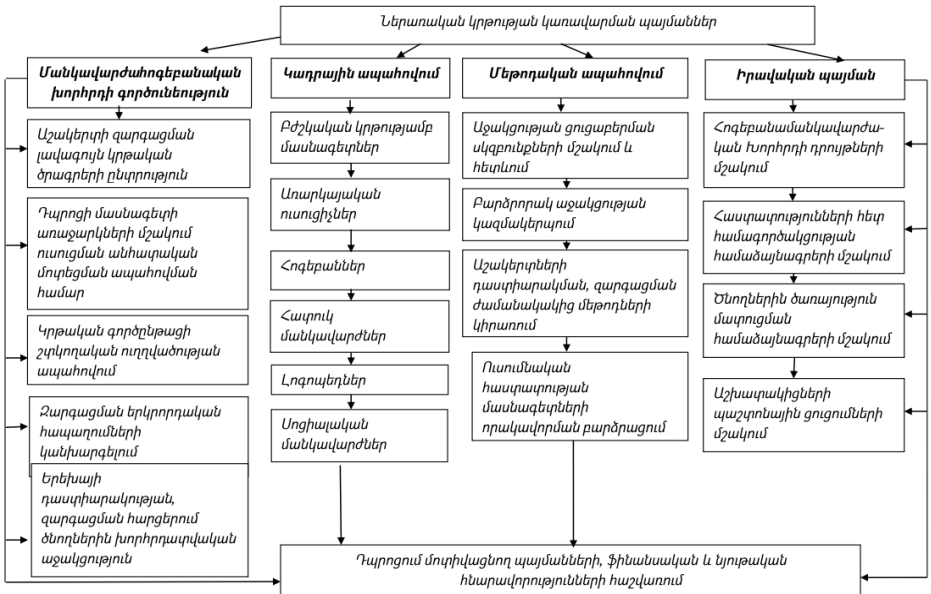 Ներառական կրթության կառավարման պայմաններ
Մանկավարժահոգեբանական
խորհրդի գործունեություն
Աշակերտի զարգացման
լավագույն կրթական
ծրագրերի ընտրություն
Դպրոցի մասնագետի
առաջարկների մշակում
ուսուցման անհատական
մոտեցման ապահովման
համար
Կրթական գործընթացի
շտկողական ուղղվածության
ապահովում
Զարգացման երկրորդական
հապաղումների
կանխարգելում
Երեխայի
դաստիարակության,
զարգացման հարցերում
ծնողներին խորհրդատվական
աջակցություն
Կադրային ապահովում
Բժշկական կրթությամբ
մասնագետներ
Առարկայական
ուսուցիչներ
Հոգեբաններ
Հատուկ
մանկավարժներ
Լոգոպեդներ
Սոցիալական
մանկավարժներ
Մեթոդական ապահովում
Աջակցության ցուցաբերման
սկզբունքների մշակում և
հետևում
Բարձրորակ աջակցության
կազմակերպում
Աշակերտների
դաստիարակման, զարգացման
ժամանակակից մեթոդների
կիրառում
Ուսումնական
հաստատության
մասնագետների
որակավորման բարձրացում
Իրավական պայման
Հոգեբանամանկավարժա-
կան Խորհրդի դրույթների
մշակում
Հաստատությունների հետ
համագործակցության
համաձայնագրերի մշակում
Ծնողներին ծառայություն
մատուցման
համաձայնագրերի մշակում
Աշխատակիցների
պաշտոնային ցուցումների
մշակում
Դպրոցում մոտիվացնող պայմանների, ֆինանսական և նյութական
հնարավորությունների հաշվառում